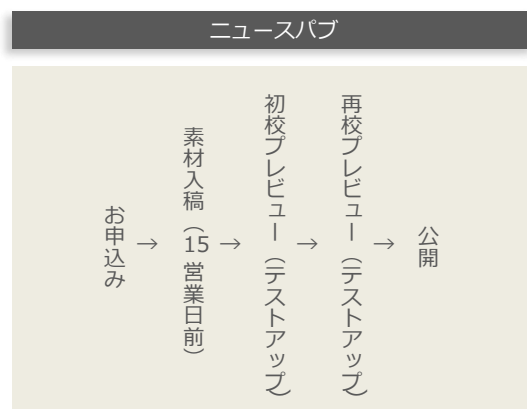 ニュースパブ
お申込み
→
素材入稿（15営業日前）
→
初校プレビュー（テストアップ）
→
再校プレビュー（テストアップ）
→
公開